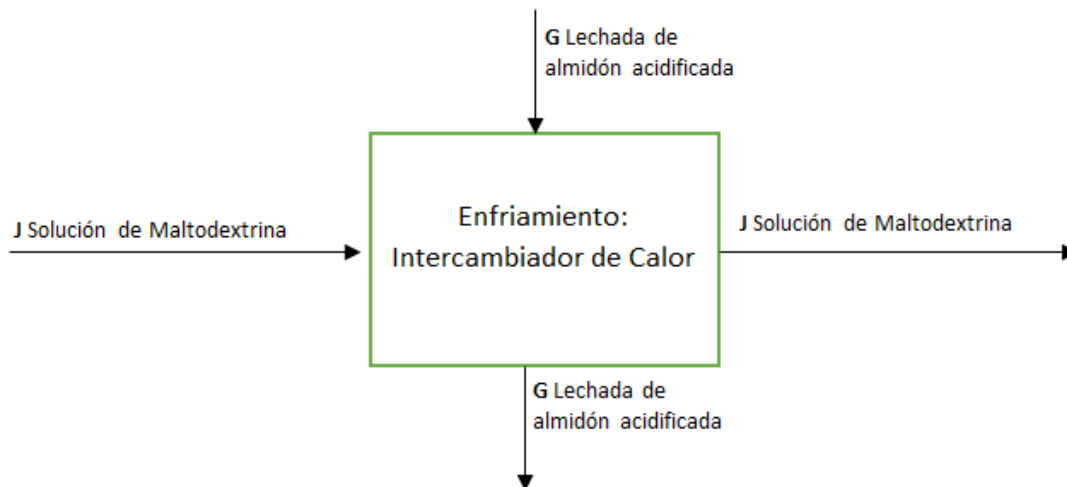 G Lechada de
almidón acidificada
J Solución de Maltodextrina
Enfriamiento:
Intercambiador de Calor
J Solución de Maltodextrina
G Lechada de
almidón acidificada